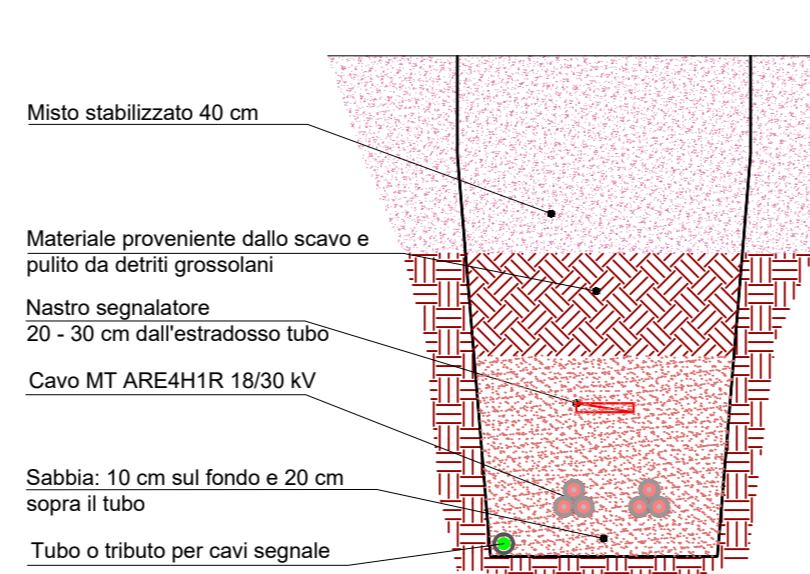 Misto stabilizzato 40 cm
Materiale proveniente dallo scavo e
pulito da detriti grossolani
Nastro segnalatore
20 - 30 cm dall'estradosso tubo
Cavo MT ARE4H1R 18/30 kV
Sabbia: 10 cm sul fondo e 20 cm
sopra il tubo
Tubo o tributo per cavi segnale